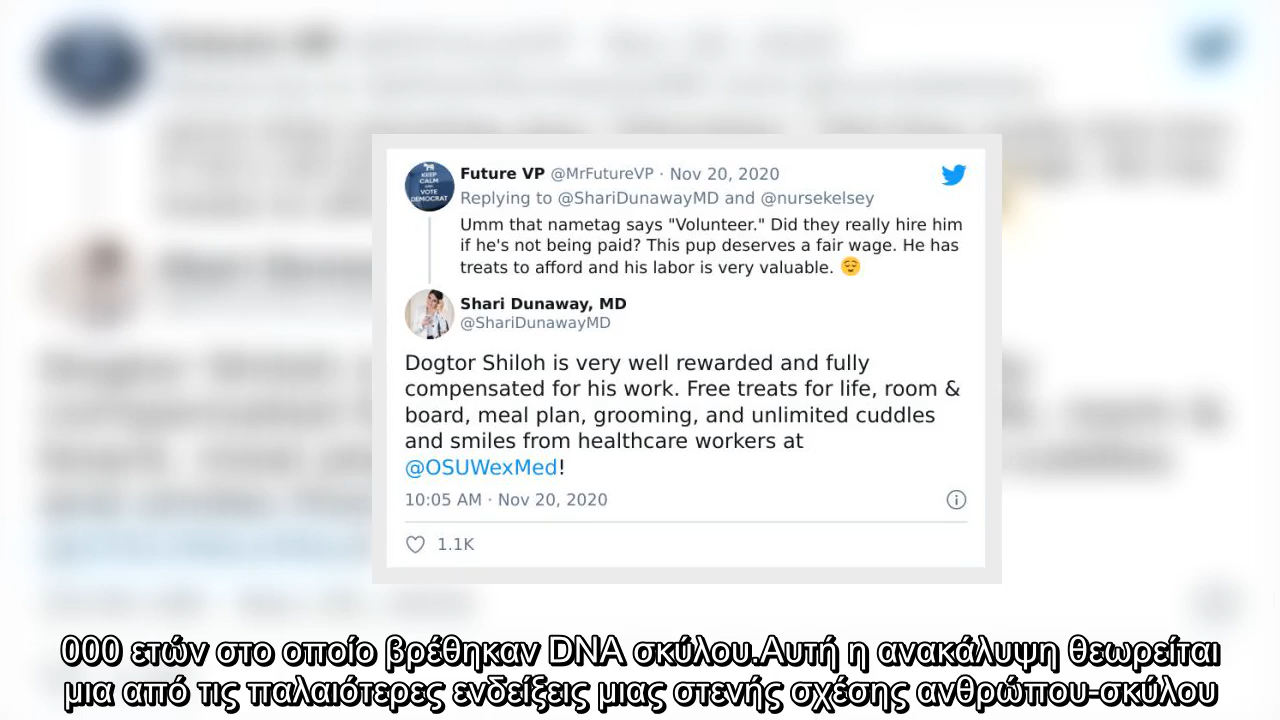 Future VP @MrFutureVP · Nov 20, 2020
Replying to @ShariDunawayMD and @nursekelsey
Umm that nametag says "Volunteer." Did they really hire him
if he's not being paid? This pup deserves a fair wage. He has
treats to afford and his labor is very valuable. 😌
KEEP
CALM
AND
VOTE
DEMOCRAT
Shari Dunaway, MD
@ShariDunawayMD
Dogtor Shiloh is very well rewarded and fully
compensated for his work. Free treats for life, room &
board, meal plan, grooming, and unlimited cuddles
and smiles from healthcare workers at
@OSUWexMed!
10:05 AM · Nov 20, 2020
1.1K
000 ετών στο οποίο βρέθηκαν DNA σκύλου.Αυτή η ανακάλυψη θεωρείται
μια από τις παλαιότερες ενδείξεις μιας στενής σχέσης ανθρώπου-σκύλου